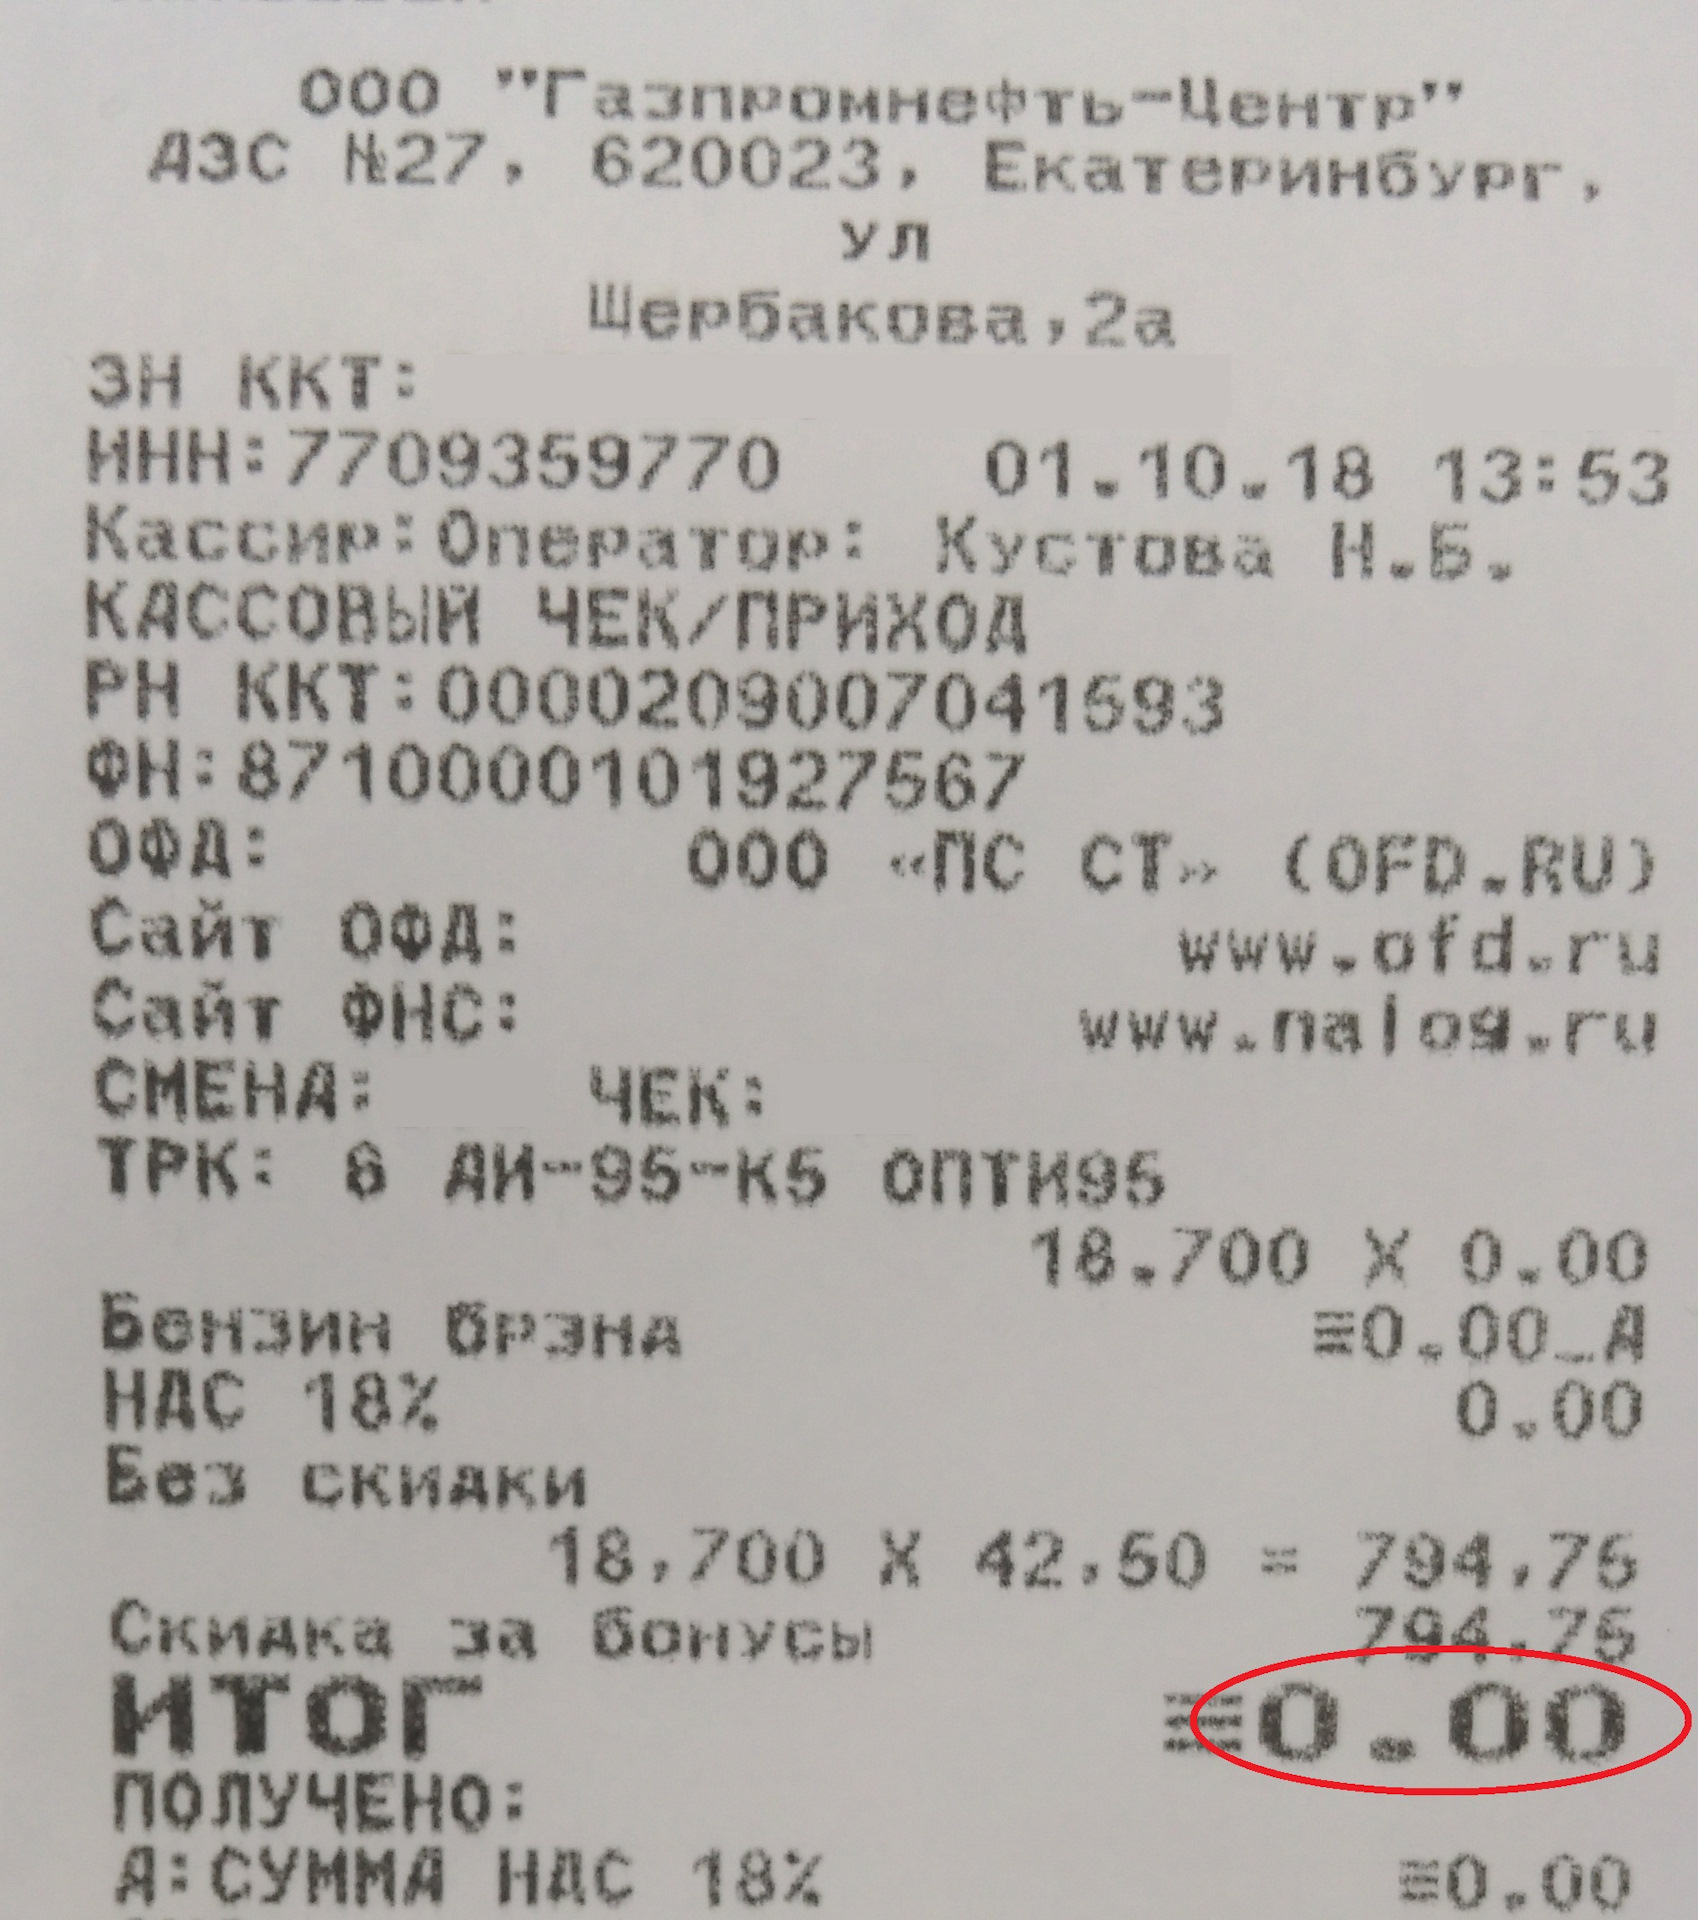 ООО "Газпромнефть-Центр"
АЗС №27, 620023, Екатеринбург,
ул
Щербакова,2а
ЗН ККТ:
ИНН:7709359770 01.10.18 13:53
Кассир:Оператор: Кустова Н.Б.
КАССОВЫЙ ЧЕК/ПРИХОД
РН ККТ:0000209007041593
ФН:8710000101927567
ОФД: ООО «ПС СТ» (OFD.RU)
Сайт ОФД: www.ofd.ru
Сайт ФНС: www.nalog.ru
СМЕНА: ЧЕК:
ТРК: 6 АИ-95-К5 ОПТИ95
18.700 X 0.00
Бензин брэнд ≡0.00_А
НДС 18% 0.00
Без скидки
18,700 X 42,50 = 794,75
Скидка за бонусы 794,75
ИТОГ ≡0.00
ПОЛУЧЕНО:
А:СУММА НДС 18% ≡0.00